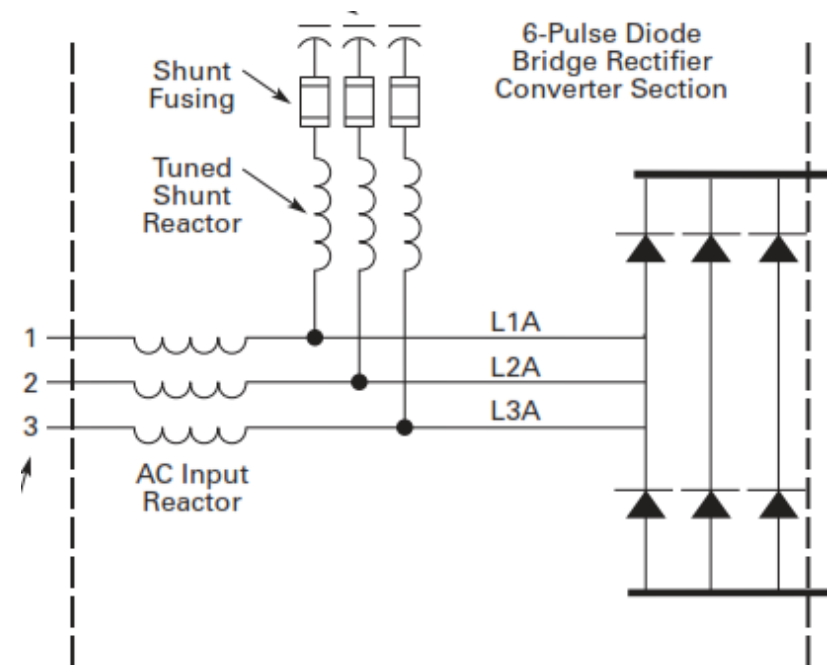 6-Pulse Diode
Bridge Rectifier
Converter Section
Shunt
Fusing
Tuned
Shunt
Reactor
1
L1A
2
L2A
3
L3A
AC Input
Reactor